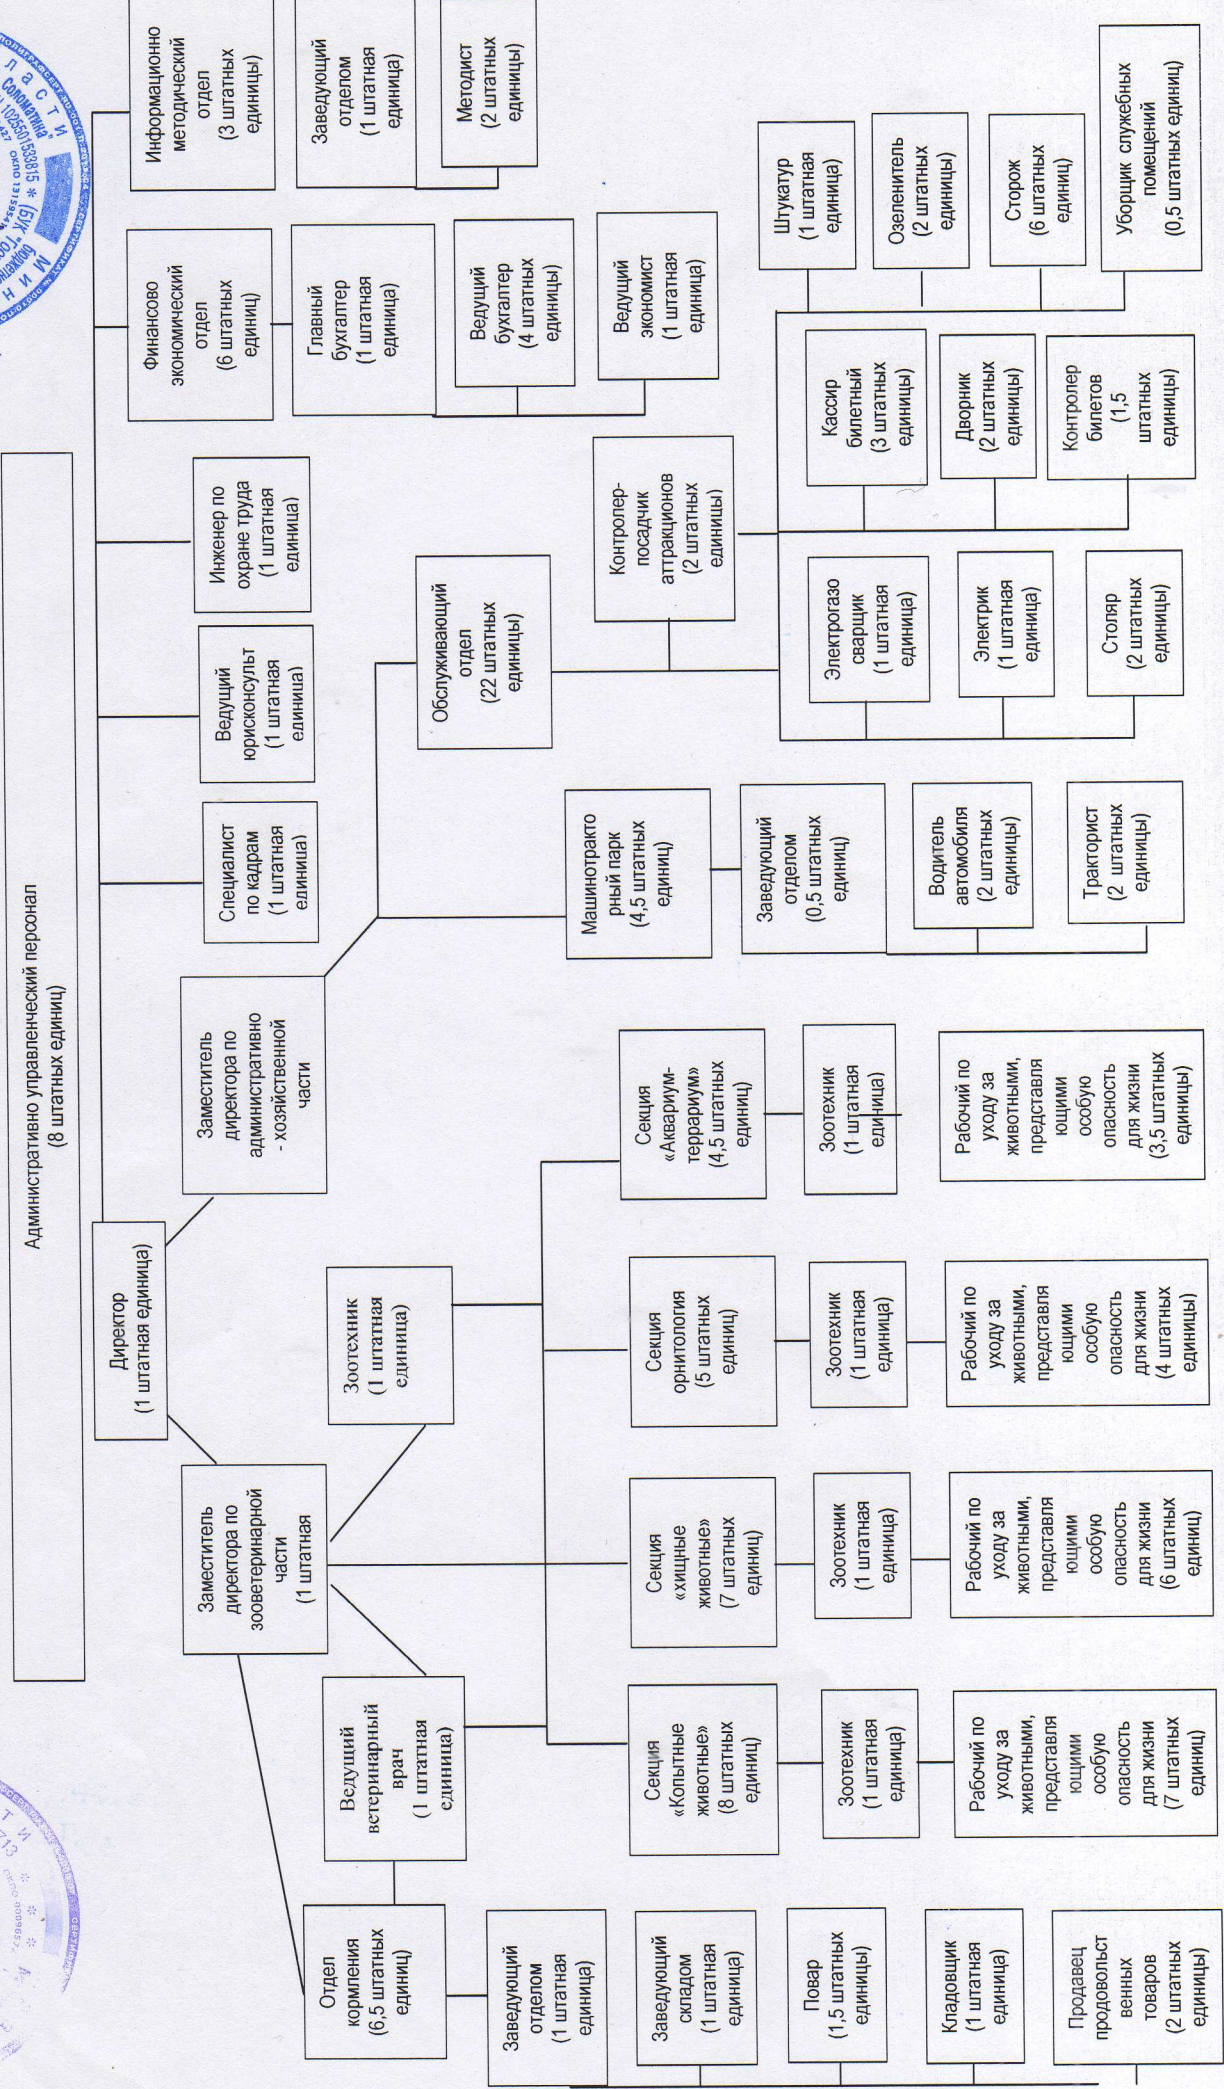 Административно управленческий персонал
(8 штатных единиц)
Директор
(1 штатная единица)
Заместитель
директора по
зооветеринарной
части
(1 штатная
Заместитель
директора по
административно
- хозяйственной
части
Специалист
по кадрам
(1 штатная
единица)
Ведущий
юрисконсульт
(1 штатная
единица)
Инженер по
охране труда
(1 штатная
единица)
Финансово
экономический
отдел
(6 штатных
единиц)
Информационно
методический
отдел
(3 штатных
единицы)
Главный
бухгалтер
(1 штатная
единица)
Ведущий
бухгалтер
(4 штатных
единицы)
Ведущий
экономист
(1 штатная
единица)
Заведующий
отделом
(1 штатная
единица)
Методист
(2 штатных
единицы)
Отдел
кормления
(6,5 штатных
единиц)
Ведущий
ветеринарный
врач
(1 штатная
единица)
Зоотехник
(1 штатная
единица)
Обслуживающий
отдел
(22 штатных
единицы)
Заведующий
отделом
(1 штатная
единица)
Заведующий
складом
(1 штатная
единица)
Повар
(1,5 штатных
единицы)
Кладовщик
(1 штатная
единица)
Продавец
продовольст
венных
товаров
(2 штатных
единицы)
Секция
«Копытные
животные»
(8 штатных
единиц)
Зоотехник
(1штатная
единица)
Рабочий по
уходу за
животными,
представля
ющими
особую
опасность
для жизни
(7 штатных
единиц)
Секция
«хищные
животные»
(7 штатных
единиц)
Зоотехник
(1 штатная
единица)
Рабочий по
уходу за
животными,
представля
ющими
особую
опасность
для жизни
(6 штатных
единиц)
Секция
орнитология
(5 штатных
единиц)
Зоотехник
(1 штатная
единица)
Рабочий по
уходу за
животными,
представля
ющими
особую
опасность
для жизни
(4 штатных
единицы)
Секция
«Аквариум-
террариум»
(4,5 штатных
единиц)
Зоотехник
(1 штатная
единица)
Рабочий по
уходу за
животными,
представля
ющими
особую
опасность
для жизни
(3,5 штатных
единицы)
Машинотракто
рный парк
(4,5 штатных
единиц)
Заведующий
отделом
(0,5 штатных
единицы)
Водитель
автомобиля
(2 штатных
единицы)
Тракторист
(2 штатных
единицы)
Контролер-
посадчик
аттракционов
(2 штатных
единицы)
Электрогазо
сварщик
(1 штатная
единица)
Электрик
(1 штатная
единица)
Столяр
(2 штатных
единицы)
Кассир
билетный
(3 штатных
единицы)
Дворник
(2 штатных
единицы)
Контролер
билетов
(1,5
штатных
единицы)
Штукатур
(1 штатная
единица)
Озеленитель
(2 штатных
единицы)
Сторож
(6 штатных
единиц)
Уборщик служебных
помещений
(0,5 штатных единиц)